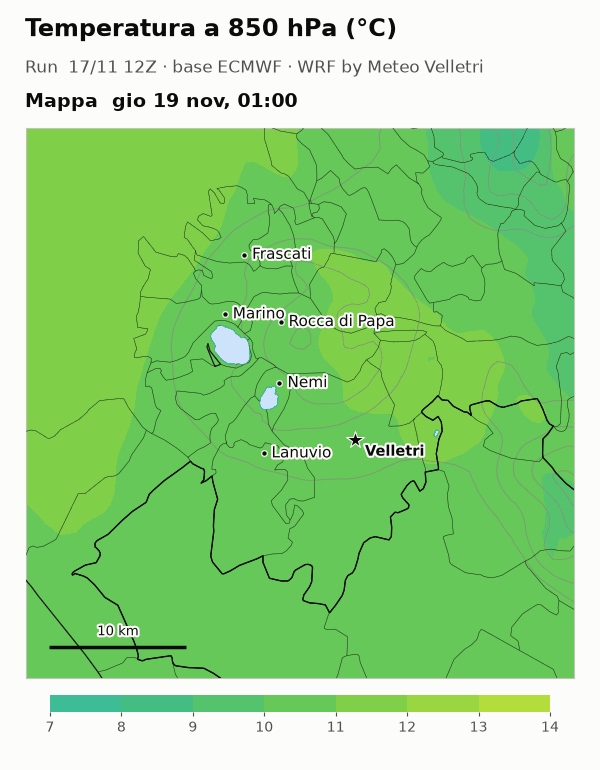 Temperatura a 850 hPa (°C)
Run  17/11 12Z · base ECMWF · WRF by Meteo Velletri
Mappa  gio 19 nov, 01:00
Frascati
Marino
Rocca di Papa
Nemi
Velletri
Lanuvio
10 km
7 8 9 10 11 12 13 14